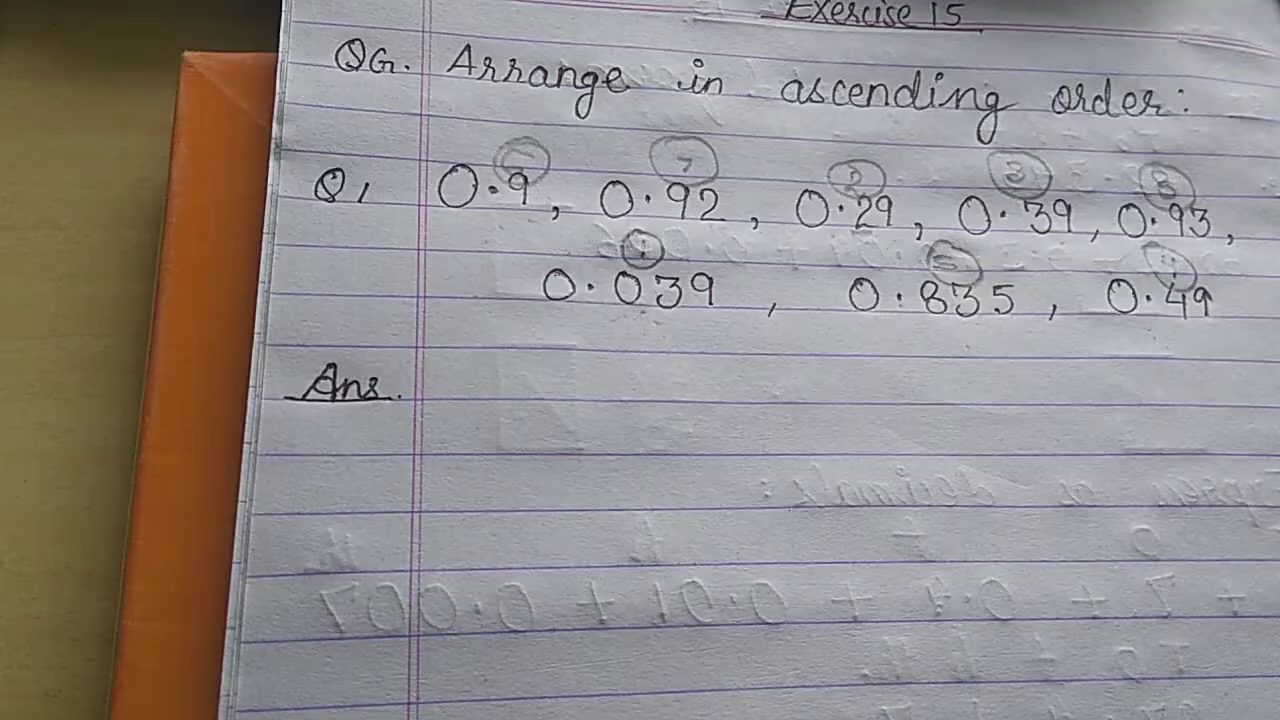 Exercise 15
QG. Arrange in ascending order:
Q1 0.9, 0.92, 0.29, 0.39, 0.93,
0.039, 0.835, 0.49
Ans.